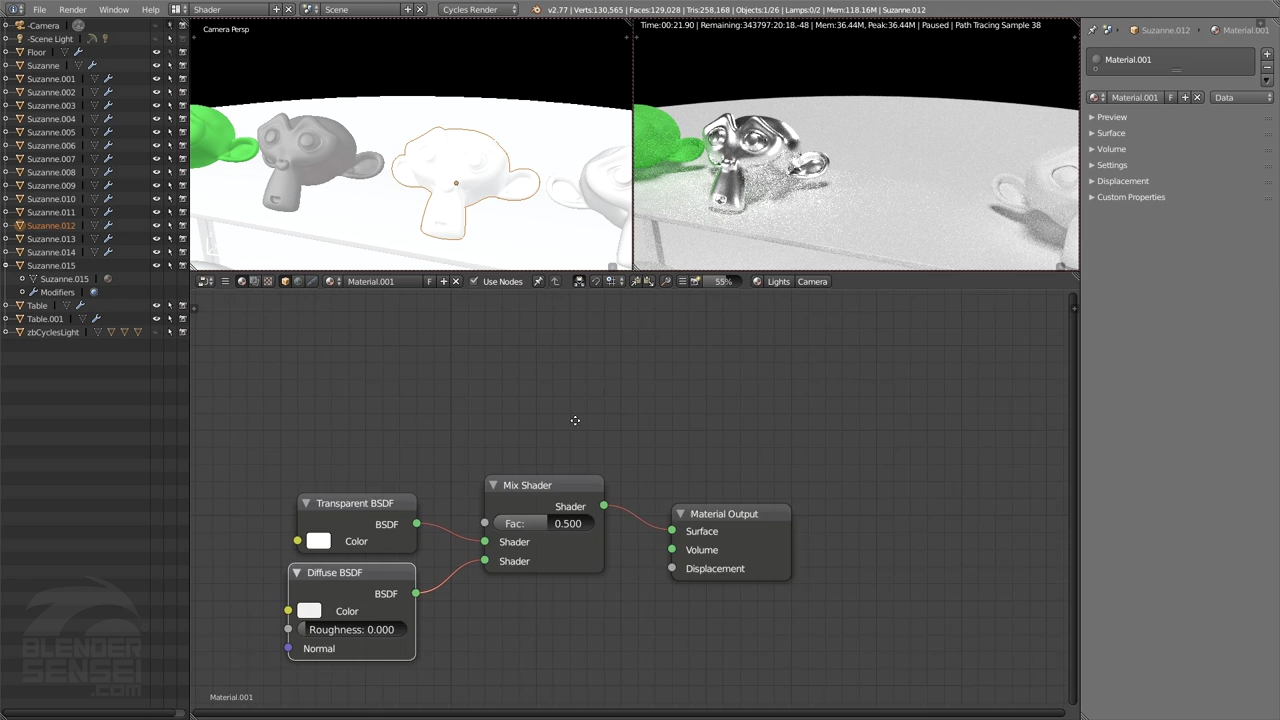 File Render Window Help Shader Scene Cycles Render v2.77 | Verts:130,565 | Faces:129,028 | Tris:258,168 | Objects:1/26 | Lamps:0/2 | Mem:118.16M | Suzanne.012
-Camera
-Scene Light
Floor
Suzanne
Suzanne.001
Suzanne.002
Suzanne.003
Suzanne.004
Suzanne.005
Suzanne.006
Suzanne.007
Suzanne.008
Suzanne.009
Suzanne.010
Suzanne.011
Suzanne.012
Suzanne.013
Suzanne.014
Suzanne.015
Suzanne.015
Modifiers
Table
Table.001
zbCyclesLight
Camera Persp
Time:00:21.90 | Remaining:343797:20:18.-48 | Mem:36.44M, Peak:36.44M | Paused | Path Tracing Sample 38
Suzanne.012 Material.001
Material.001
Material.001 F Data
Preview
Surface
Volume
Settings
Displacement
Custom Properties
Material.001 F Use Nodes 55% Lights Camera
Transparent BSDF
BSDF
Color
Diffuse BSDF
BSDF
Color
Roughness: 0.000
Normal
Mix Shader
Shader
Fac: 0.500
Shader
Shader
Material Output
Surface
Volume
Displacement
BLENDER
SENSEI
.COM
Material.001